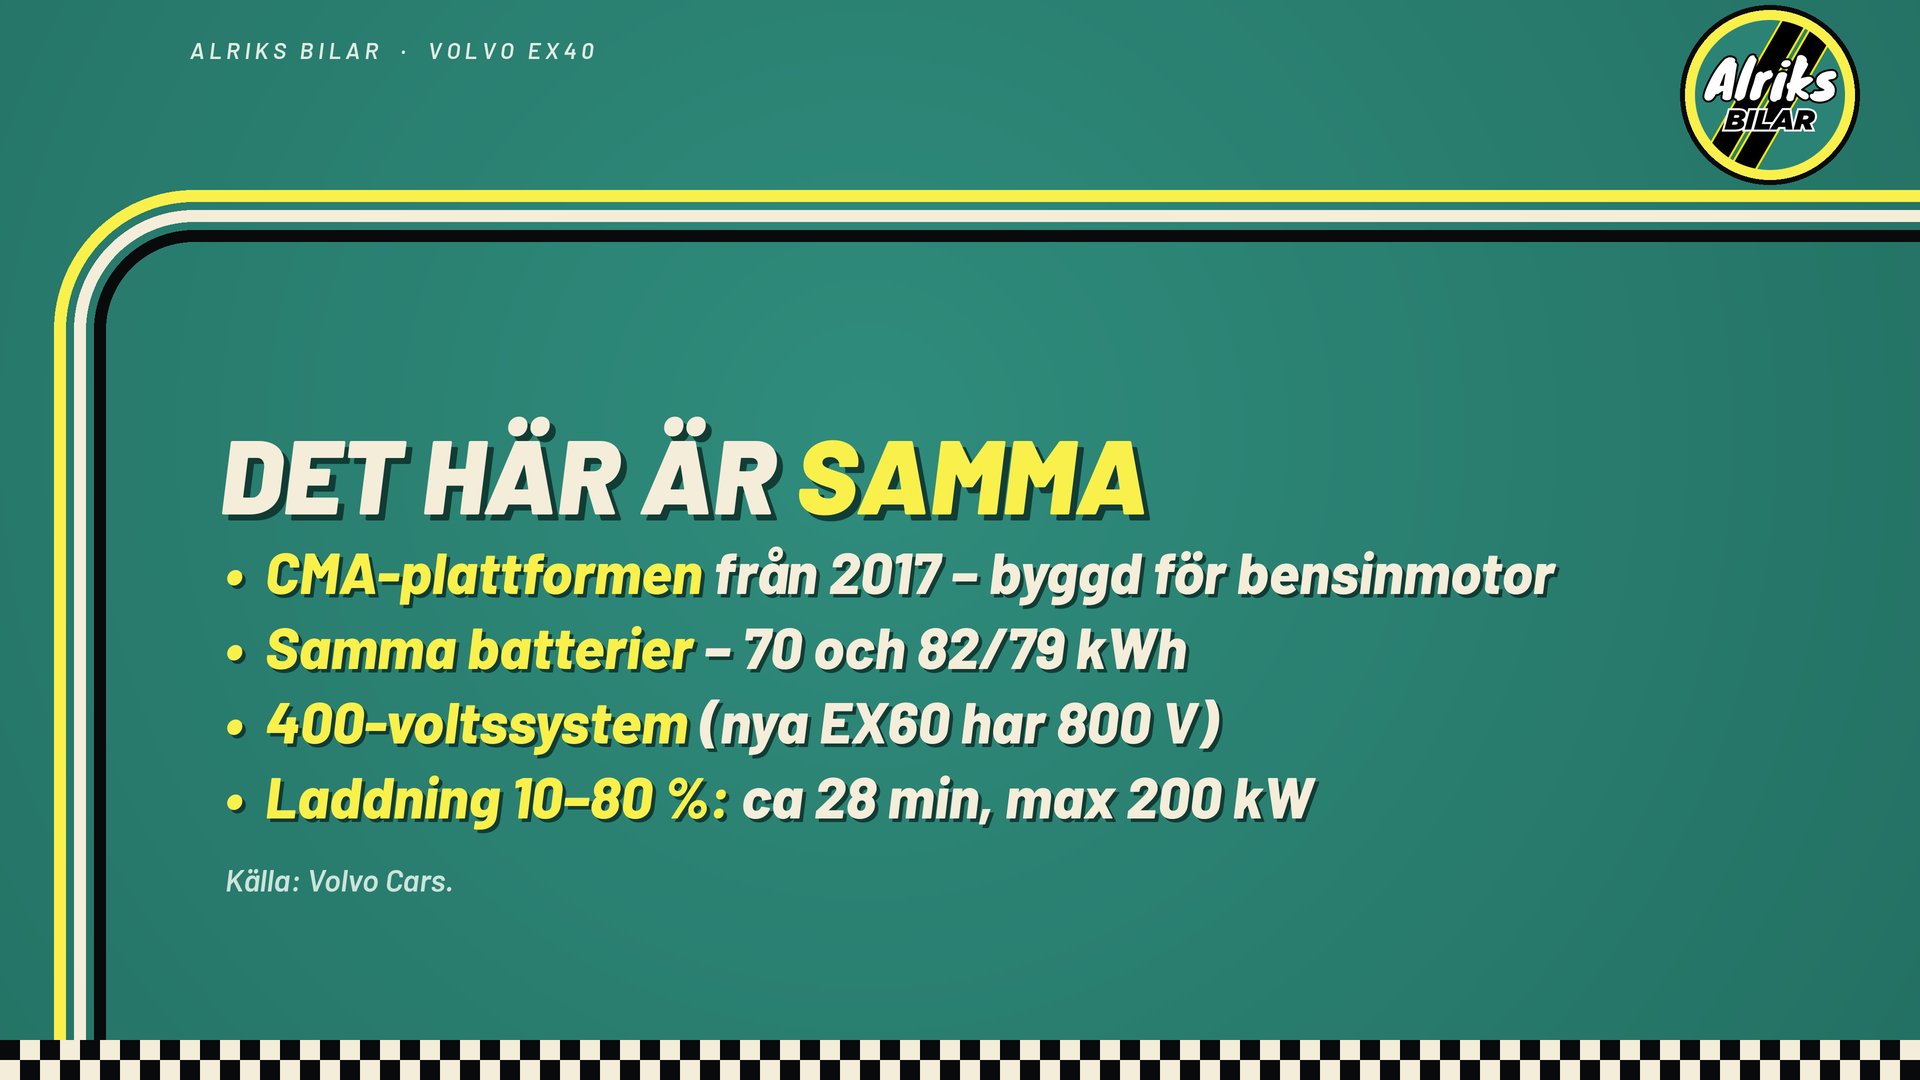 ALRIKS BILAR · VOLVO EX40
Alriks
BILAR
DET HÄR ÄR SAMMA
• CMA-plattformen från 2017 – byggd för bensinmotor
• Samma batterier – 70 och 82/79 kWh
• 400-voltssystem (nya EX60 har 800 V)
• Laddning 10–80 %: ca 28 min, max 200 kW
Källa: Volvo Cars.